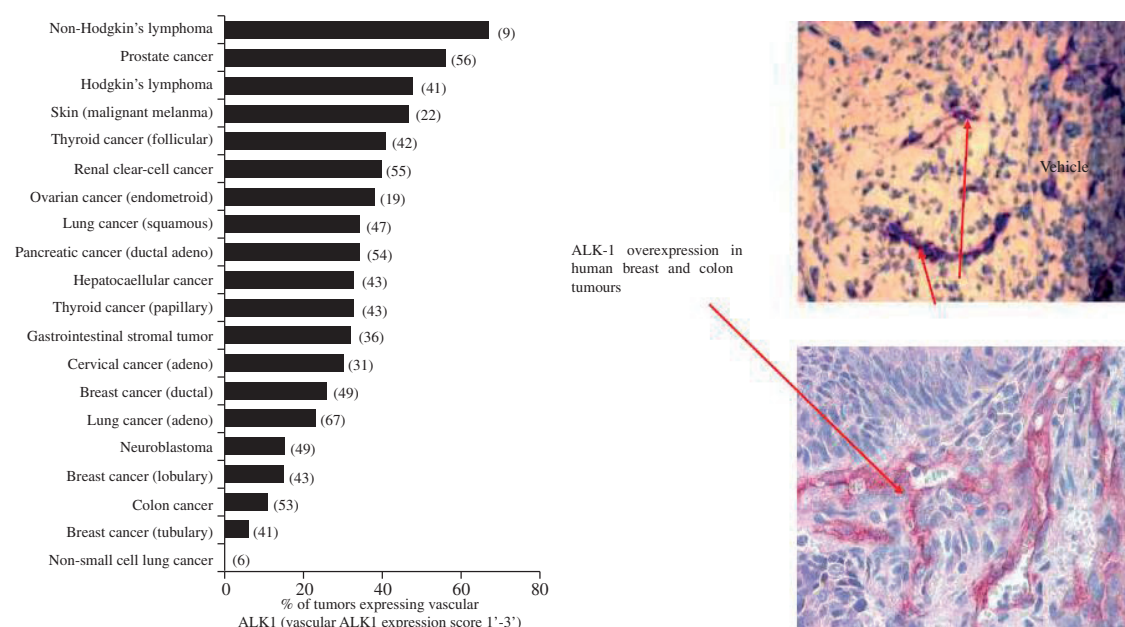 Non-Hodgkin's lymphoma (9)
Prostate cancer (56)
Hodgkin's lymphoma (41)
Skin (malignant melanma) (22)
Thyroid cancer (follicular) (42)
Renal clear-cell cancer (55)
Ovarian cancer (endometroid) (19)
Lung cancer (squamous) (47)
Pancreatic cancer (ductal adeno) (54)
Hepatocaellular cancer (43)
Thyroid cancer (papillary) (43)
Gastrointestinal stromal tumor (36)
Cervical cancer (adeno) (31)
Breast cancer (ductal) (49)
Lung cancer (adeno) (67)
Neuroblastoma (49)
Breast cancer (lobulary) (43)
Colon cancer (53)
Breast cancer (tubulary) (41)
Non-small cell lung cancer (6)
0 20 40 60 80
% of tumors expressing vascular
ALK1 (vascular ALK1 expression score 1'-3')
ALK-1 overexpression in
human breast and colon
tumours
Vehicle